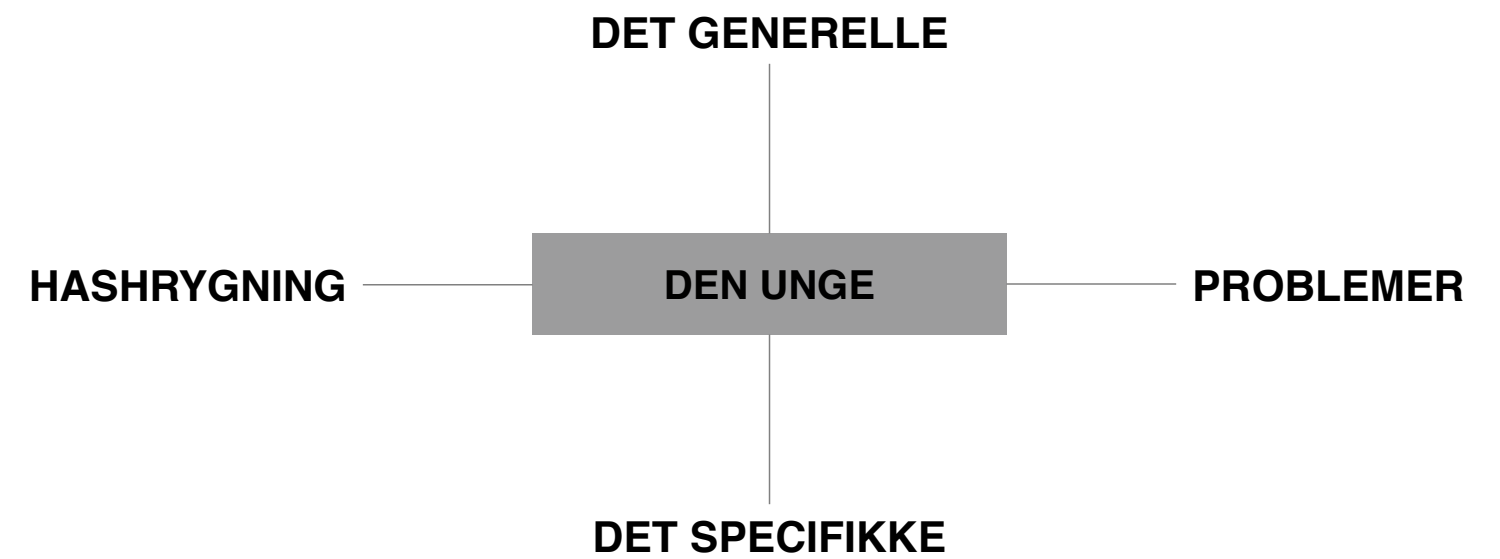 DET GENERELLE
HASHRYGNING
DEN UNGE
PROBLEMER
DET SPECIFIKKE